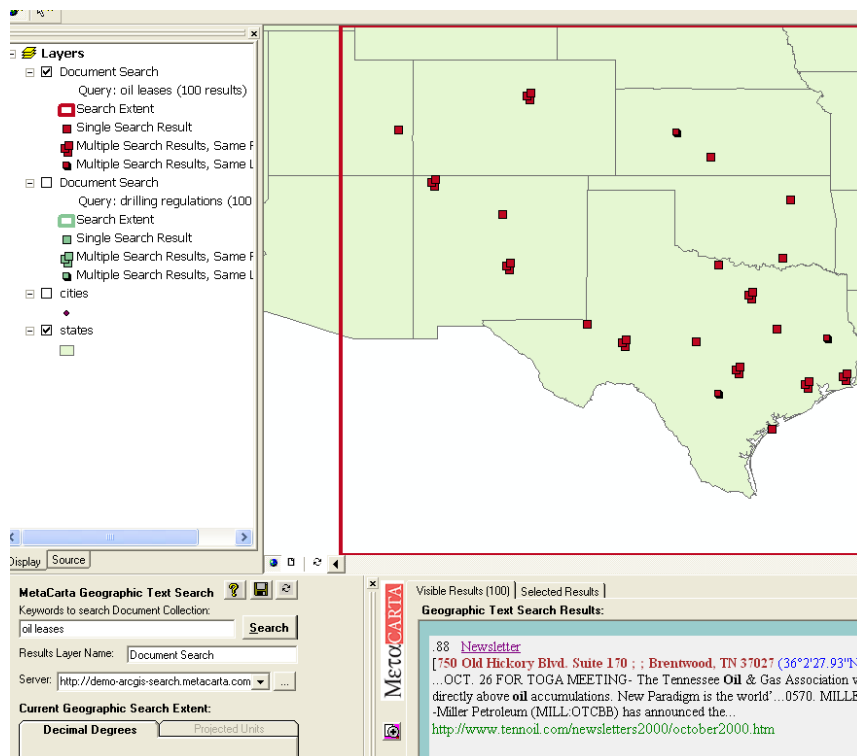 Layers
Document Search
Query: oil leases (100 results)
Search Extent
Single Search Result
Multiple Search Results, Same F
Multiple Search Results, Same L
Document Search
Query: drilling regulations (100
Search Extent
Single Search Result
Multiple Search Results, Same F
Multiple Search Results, Same L
cities
states
Display Source
MetaCarta Geographic Text Search
Keywords to search Document Collection:
oil leases
Search
Results Layer Name: Document Search
Server: http://demo-arcgis-search.metacarta.com ...
Current Geographic Search Extent:
Decimal Degrees Projected Units
METACARTA
Visible Results (100) Selected Results
Geographic Text Search Results:
.88 Newsletter
[750 Old Hickory Blvd. Suite 170 ; ; Brentwood, TN 37027 (36°2'27.93"N
...OCT. 26 FOR TOGA MEETING- The Tennessee Oil & Gas Association v
directly above oil accumulations. New Paradigm is the world'...0570. MILLE
-Miller Petroleum (MILL:OTCBB) has announced the...
http://www.tennoil.com/newsletters2000/october2000.htm